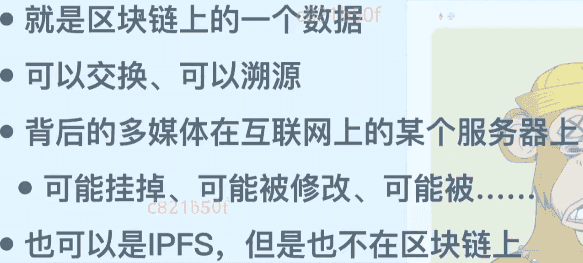 • 就是区块链上的一个数据
• 可以交换、可以溯源
• 背后的多媒体在互联网上的某个服务器上
• 可能挂掉、可能被修改、可能被......
c821b50f
• 也可以是IPFS，但是也不在区块链上